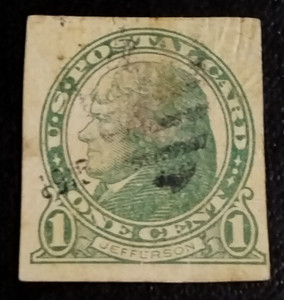 U.S. POSTAL CARD
ONE CENT
1 1
JEFFERSON